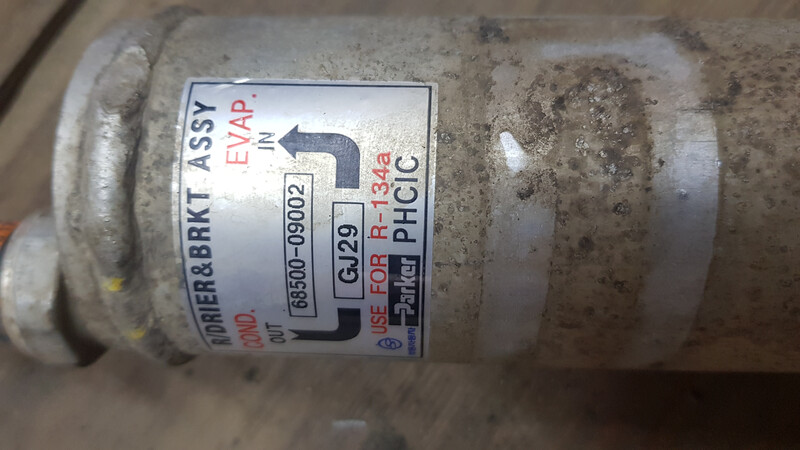 R/DRIER&BRKT ASSY
COND. EVAP.
OUT IN
68500-09002
GJ29
USE FOR R-134a
Parker PHCIC